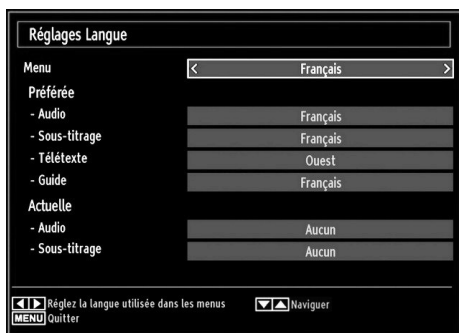 Réglages Langue
Menu < Français >
Préférée
- Audio Français
- Sous-titrage Français
- Télétexte Ouest
- Guide Français
Actuelle
- Audio Aucun
- Sous-titrage Aucun
Réglez la langue utilisée dans les menus Naviguer
MENU Quitter